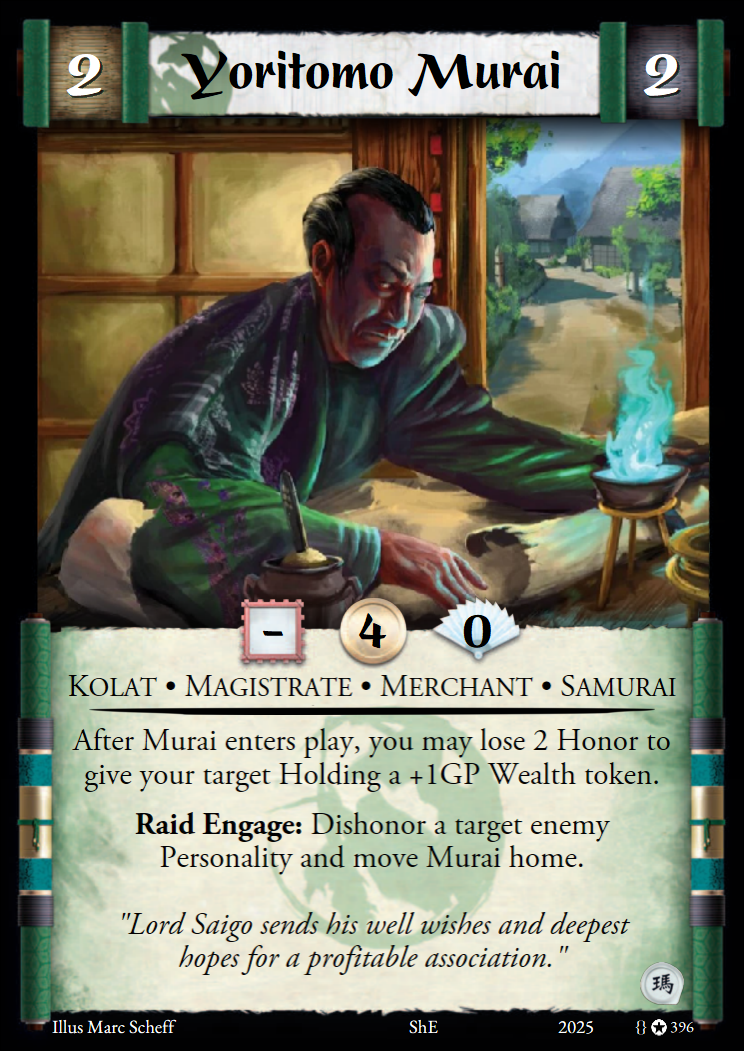 2 Yoritomo Murai 2
- 4 0
KOLAT • MAGISTRATE • MERCHANT • SAMURAI
After Murai enters play, you may lose 2 Honor to
give your target Holding a +1GP Wealth token.
Raid Engage: Dishonor a target enemy
Personality and move Murai home.
"Lord Saigo sends his well wishes and deepest
hopes for a profitable association."
瑪
Illus Marc Scheff ShE 2025 {} ✪ 396